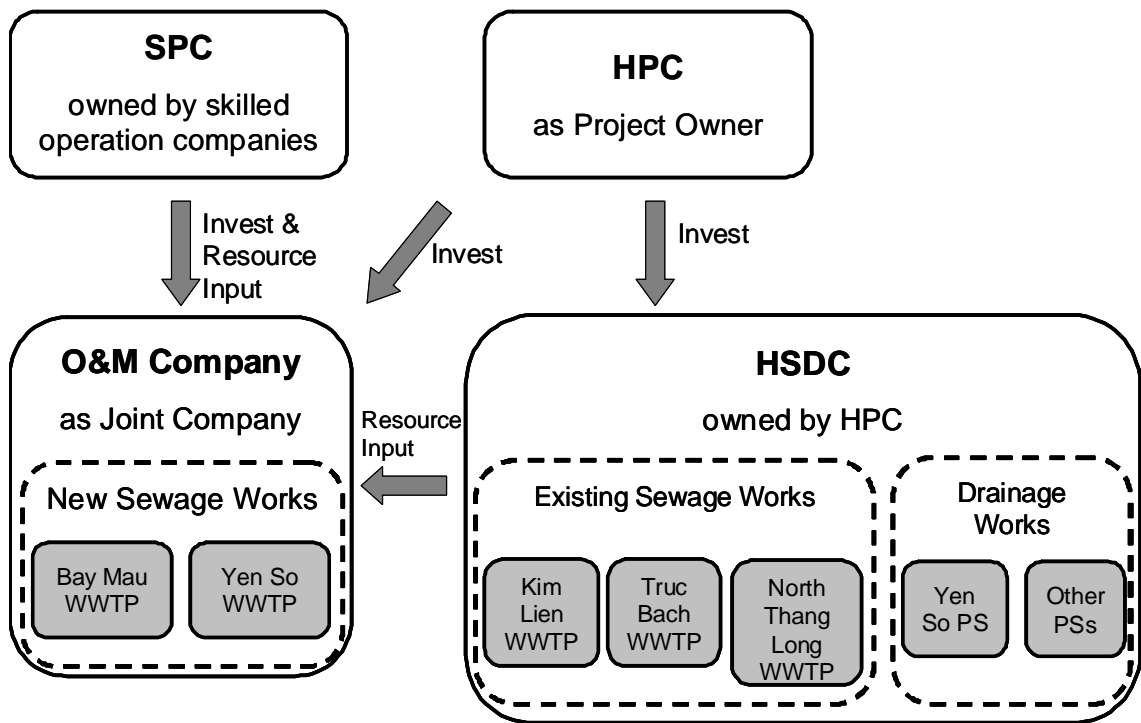 SPC
owned by skilled
operation companies
HPC
as Project Owner
Invest &
Resource
Input
Invest
Invest
O&M Company
as Joint Company
New Sewage Works
Bay Mau
WWTP
Yen So
WWTP
Resource
Input
HSDC
owned by HPC
Existing Sewage Works
Kim
Lien
WWTP
Truc
Bach
WWTP
North
Thang
Long
WWTP
Drainage
Works
Yen
So PS
Other
PSs